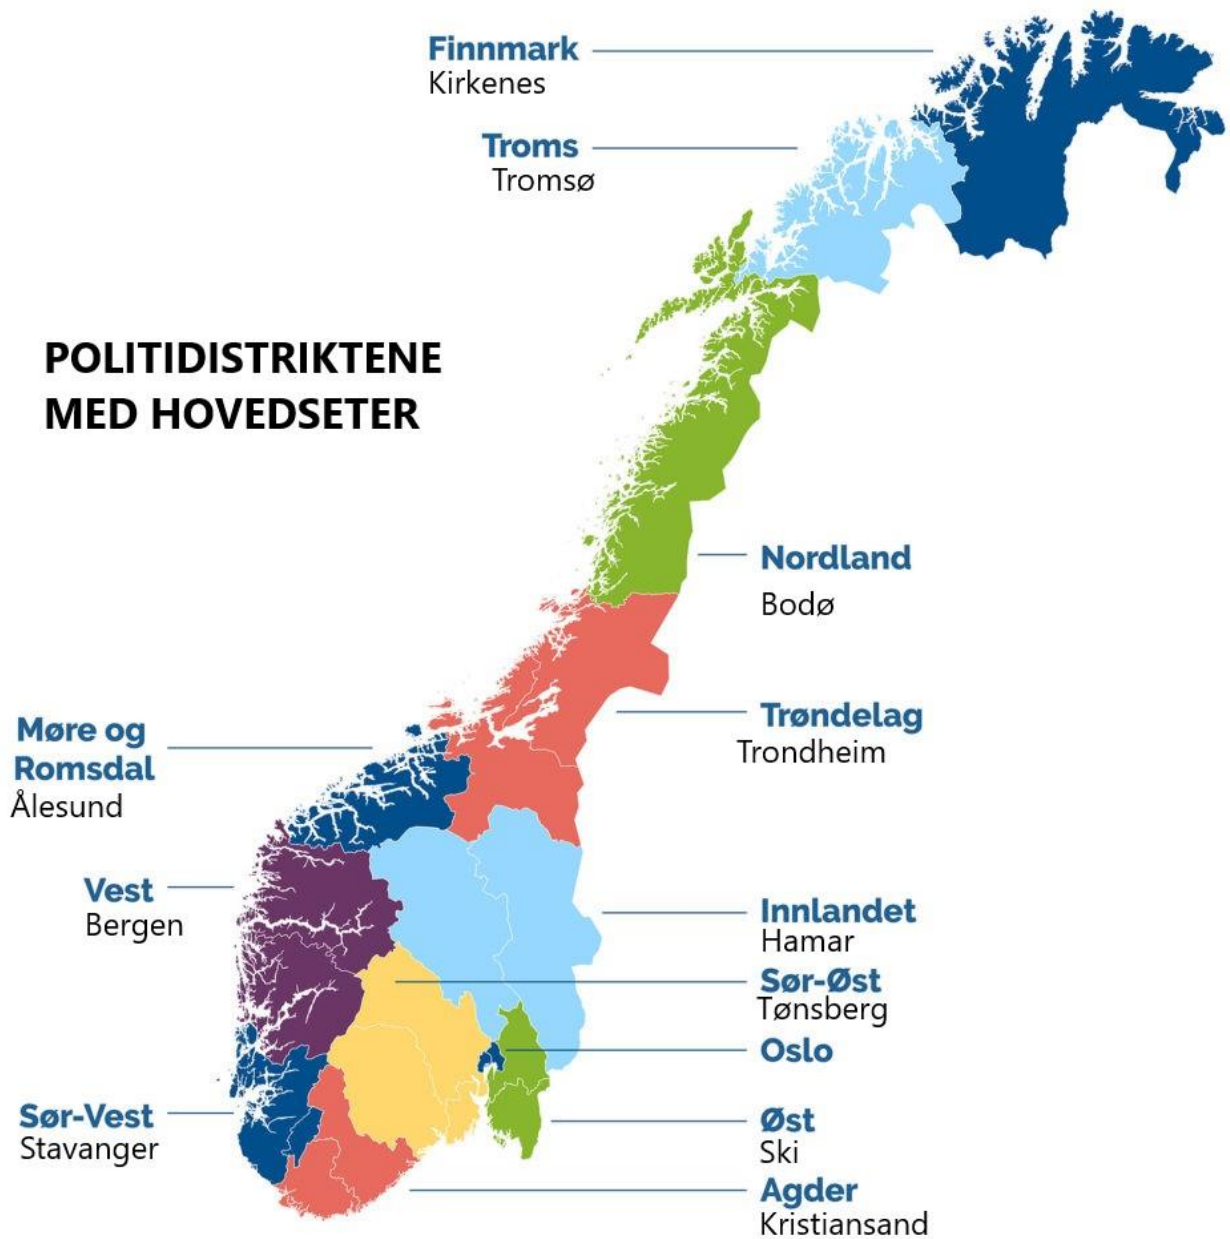 Finnmark
Kirkenes
Troms
Tromsø
POLITIDISTRIKTENE
MED HOVEDSETER
Nordland
Bodø
Trøndelag
Trondheim
Møre og
Romsdal
Ålesund
Vest
Bergen
Innlandet
Hamar
Sør-Øst
Tønsberg
Oslo
Sør-Vest
Stavanger
Øst
Ski
Agder
Kristiansand